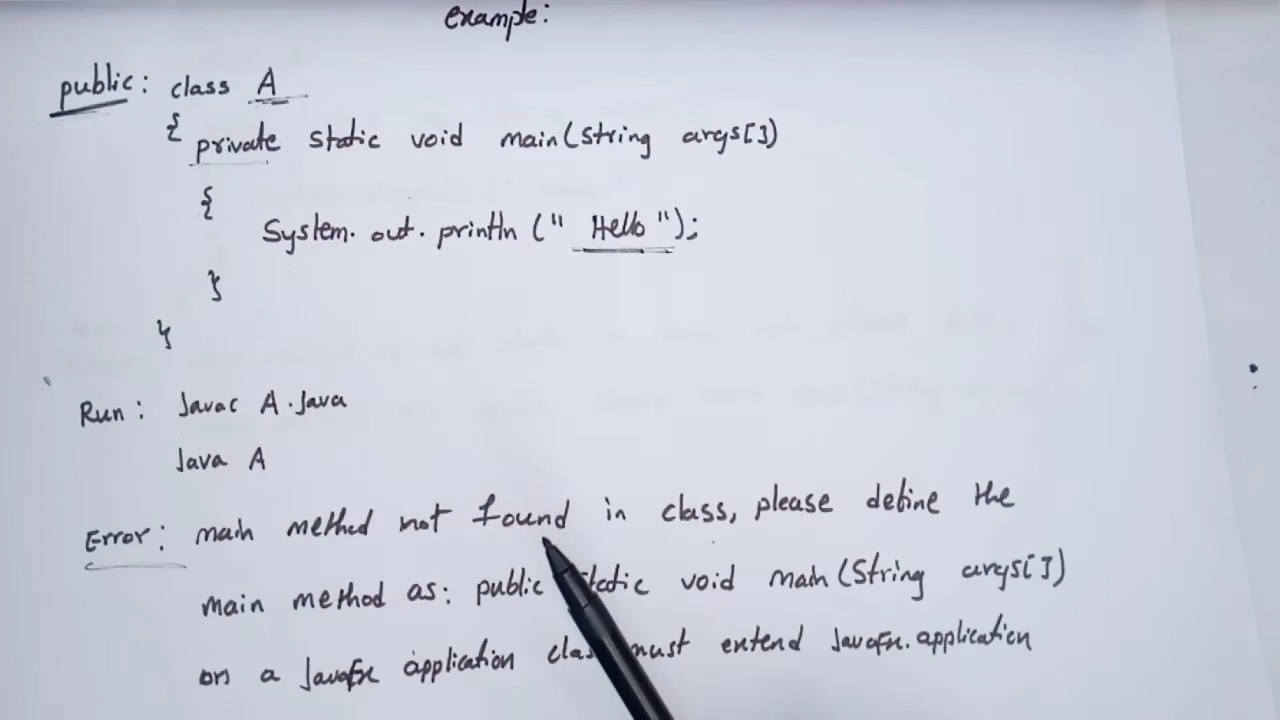 example:
public: class A
{ private static void main(String args[])
{
System.out.println (" Hello");
}
}
Run: Javac A.Java
Java A
Error: main method not found in class, please define the
main method as: public static void main(String args[])
on a JavaFx application class must extend JavaFx.application